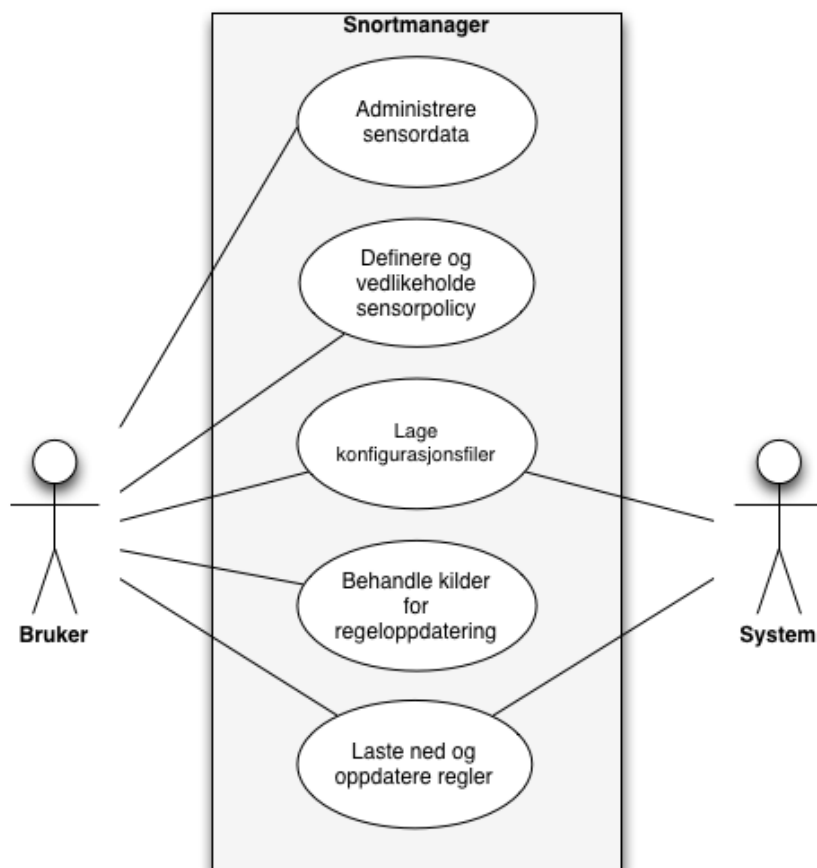 Snortmanager
Administrere
sensordata
Definere og
vedlikeholde
sensorpolicy
Lage
konfigurasjonsfiler
Behandle kilder
for
regeloppdatering
Bruker
System
Laste ned og
oppdatere regler